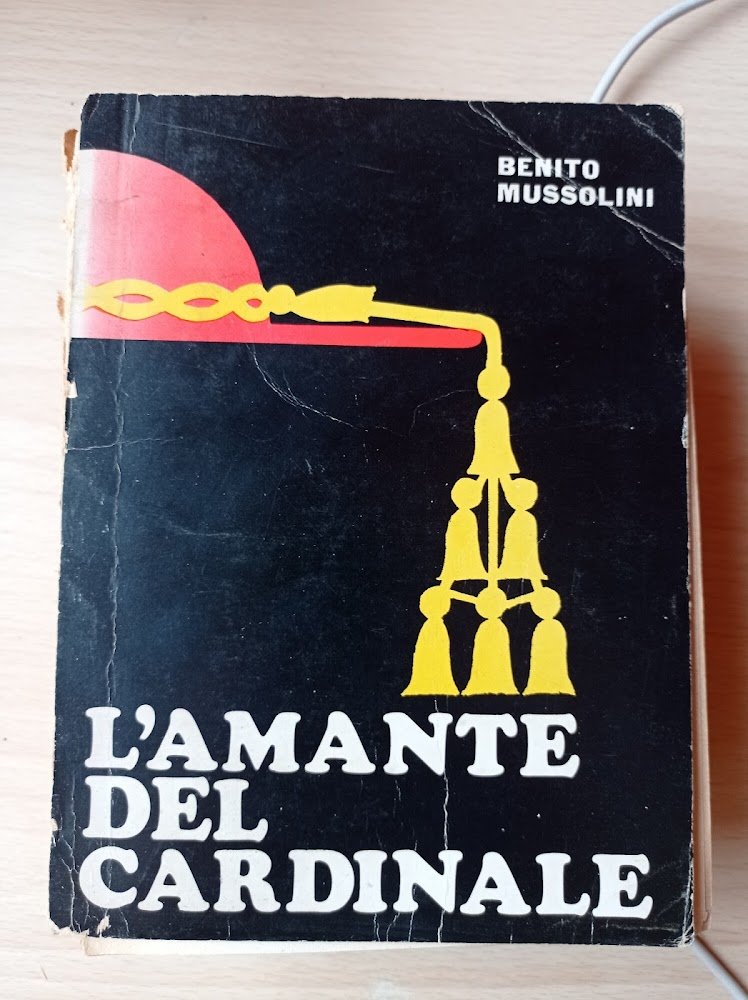 BENITO
MUSSOLINI
L'AMANTE
DEL
CARDINALE